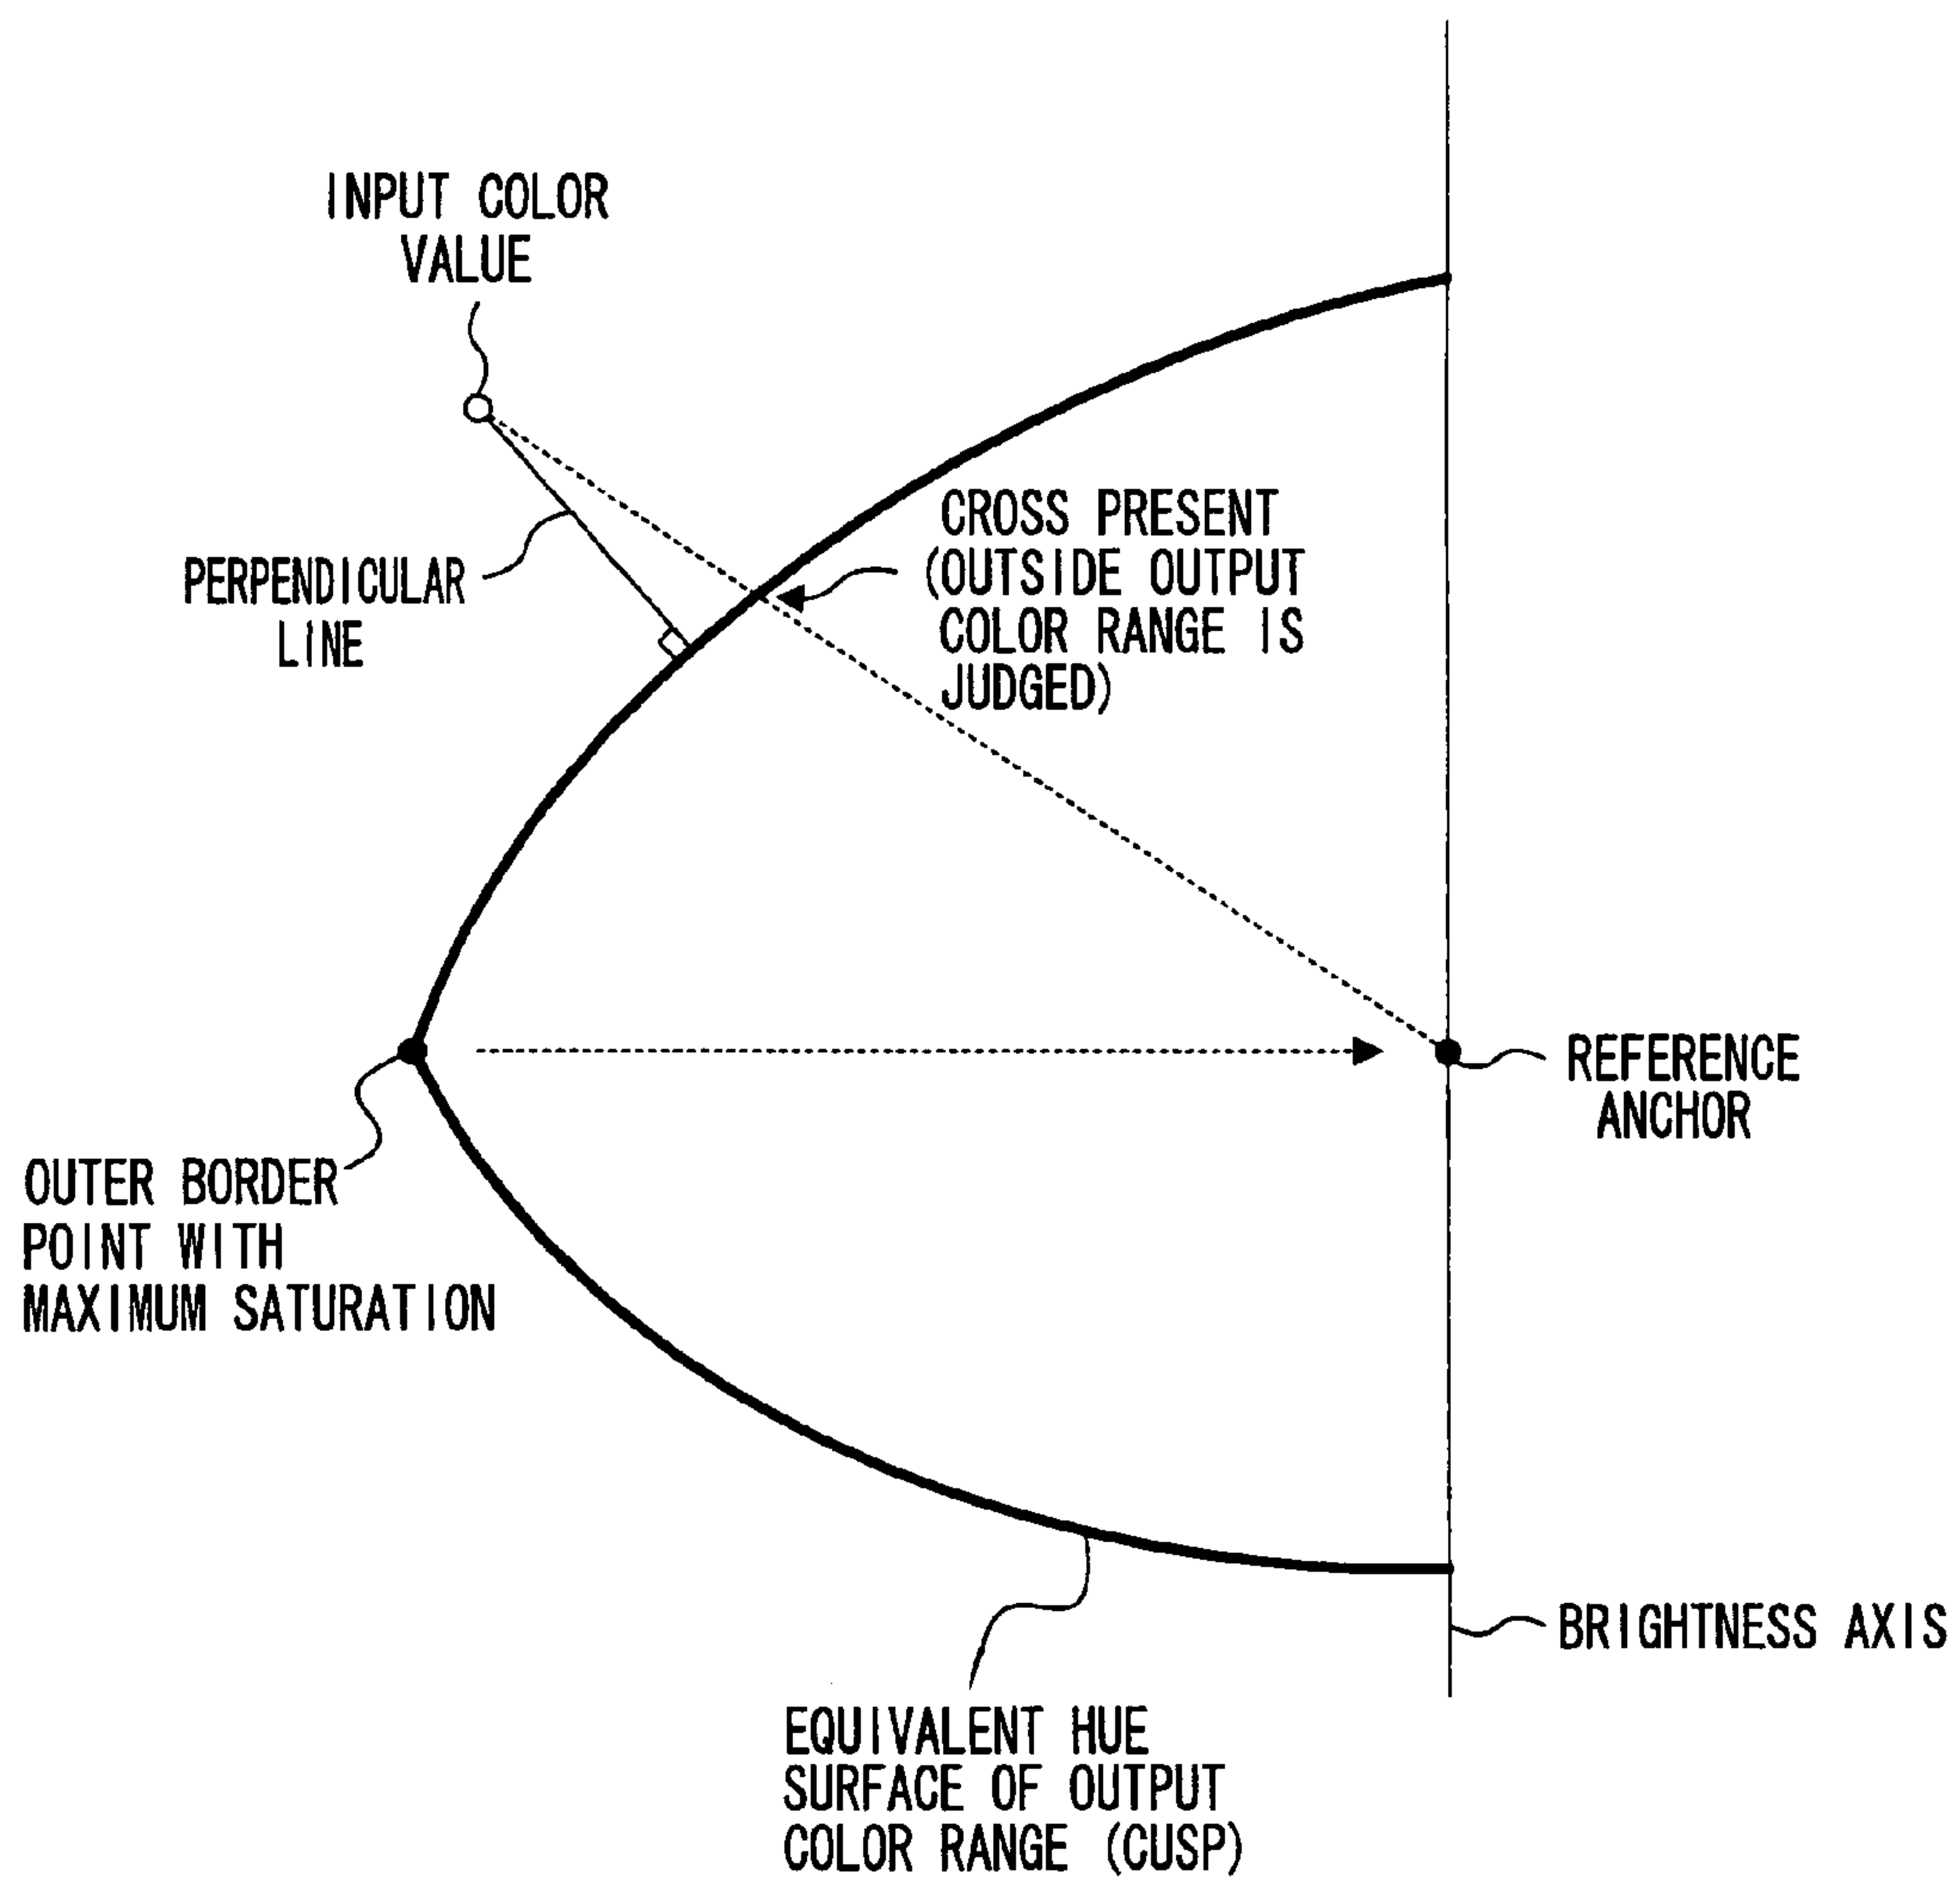 INPUT COLOR
VALUE
PERPENDICULAR
LINE
CROSS PRESENT
(OUTSIDE OUTPUT
COLOR RANGE IS
JUDGED)
REFERENCE
ANCHOR
OUTER BORDER
POINT WITH
MAXIMUM SATURATION
BRIGHTNESS AXIS
EQUIVALENT HUE
SURFACE OF OUTPUT
COLOR RANGE (CUSP)